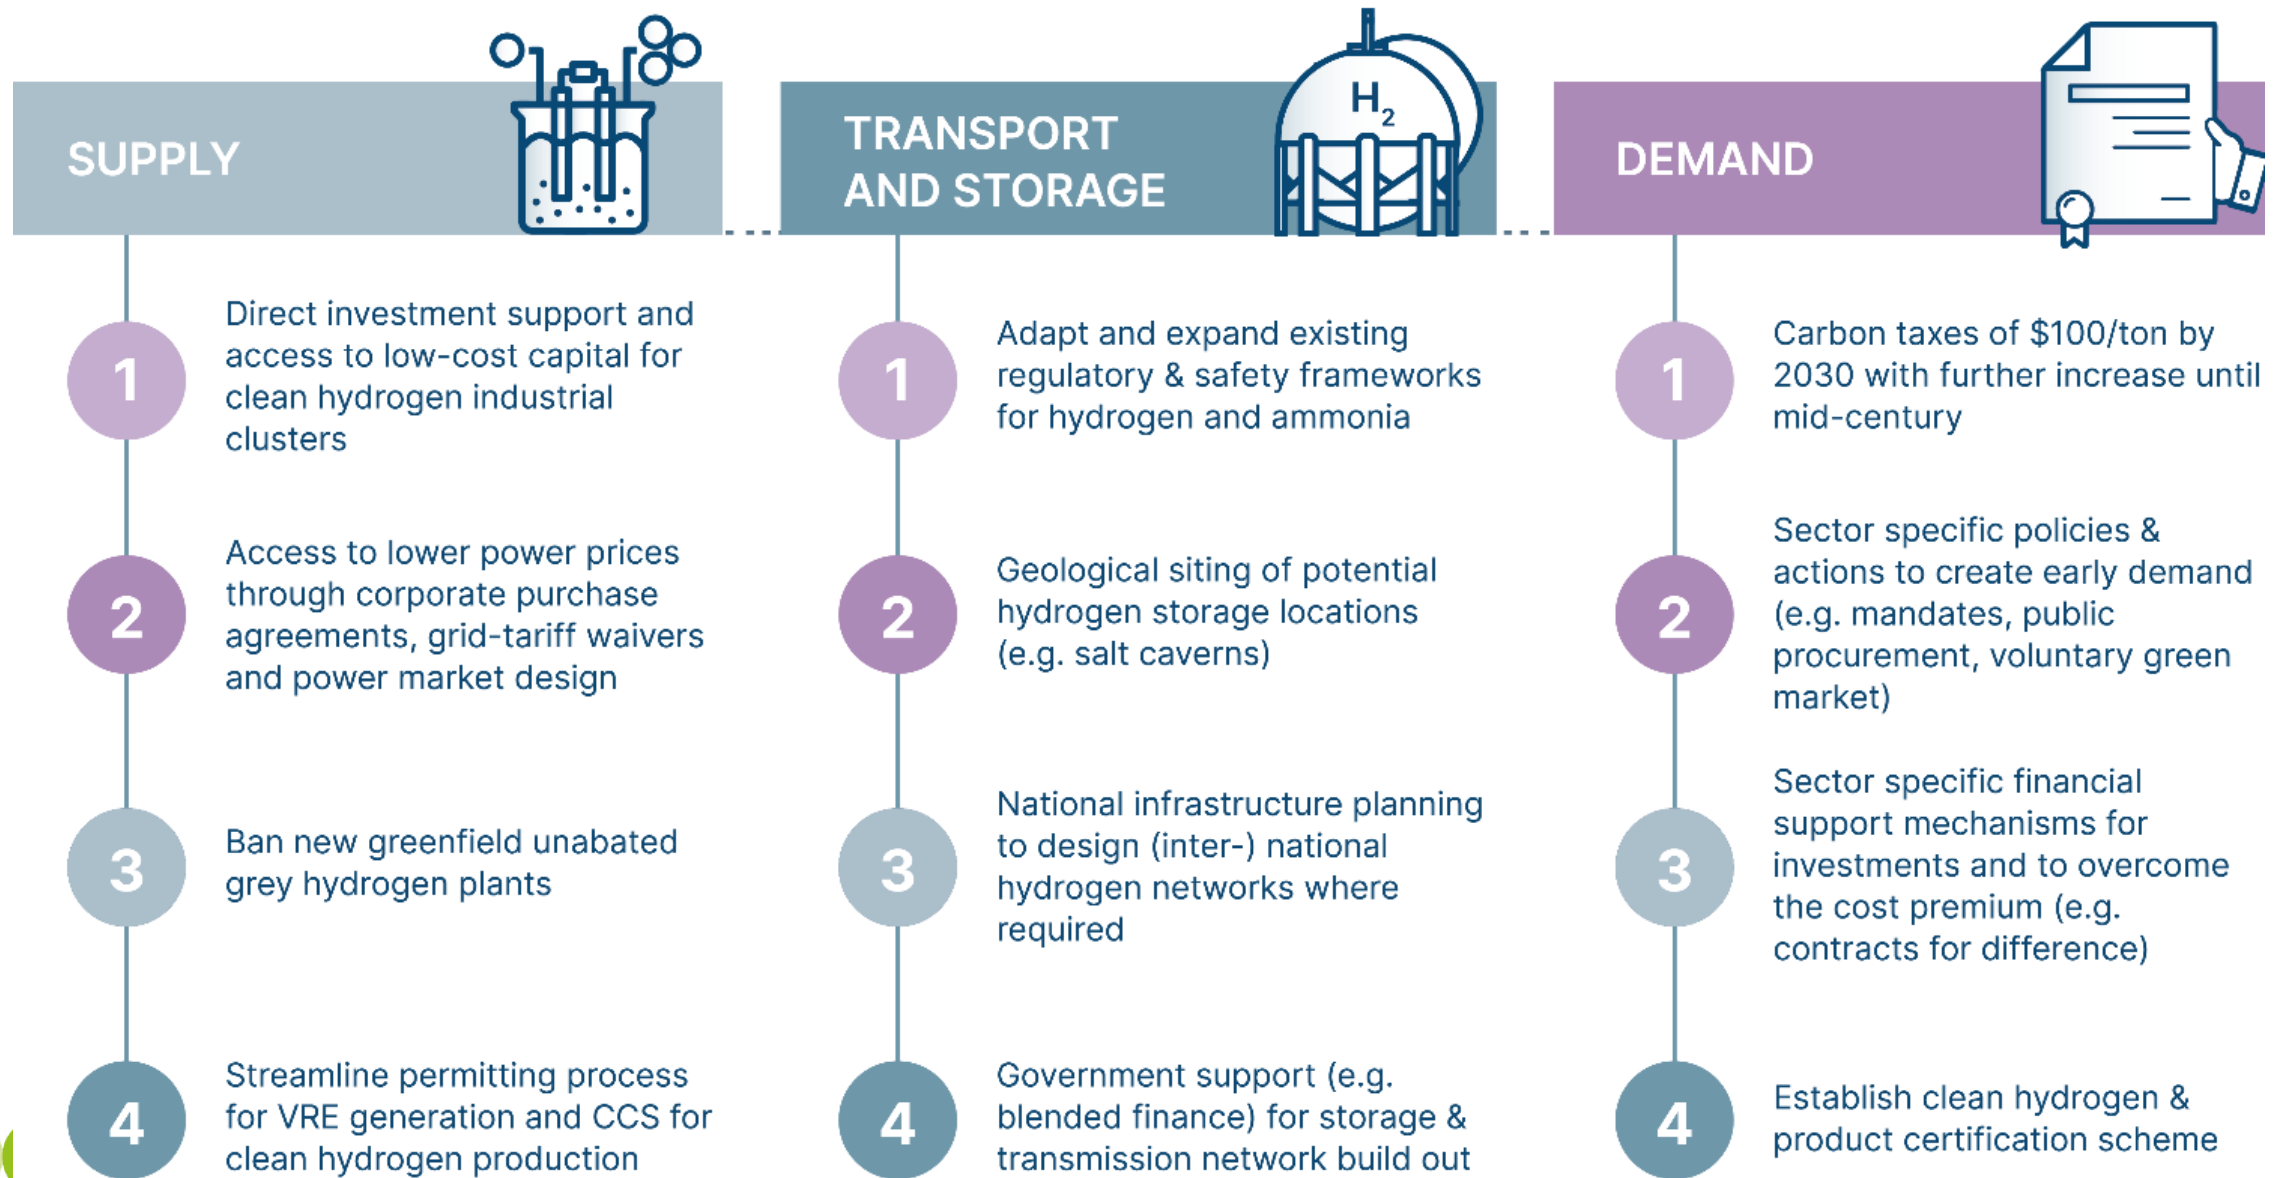 SUPPLY
1
Direct investment support and
access to low-cost capital for
clean hydrogen industrial
clusters
2
Access to lower power prices
through corporate purchase
agreements, grid-tariff waivers
and power market design
3
Ban new greenfield unabated
grey hydrogen plants
4
Streamline permitting process
for VRE generation and CCS for
clean hydrogen production
TRANSPORT
AND STORAGE
H2
1
Adapt and expand existing
regulatory & safety frameworks
for hydrogen and ammonia
2
Geological siting of potential
hydrogen storage locations
(e.g. salt caverns)
3
National infrastructure planning
to design (inter-) national
hydrogen networks where
required
4
Government support (e.g.
blended finance) for storage &
transmission network build out
DEMAND
1
Carbon taxes of $100/ton by
2030 with further increase until
mid-century
2
Sector specific policies &
actions to create early demand
(e.g. mandates, public
procurement, voluntary green
market)
3
Sector specific financial
support mechanisms for
investments and to overcome
the cost premium (e.g.
contracts for difference)
4
Establish clean hydrogen &
product certification scheme